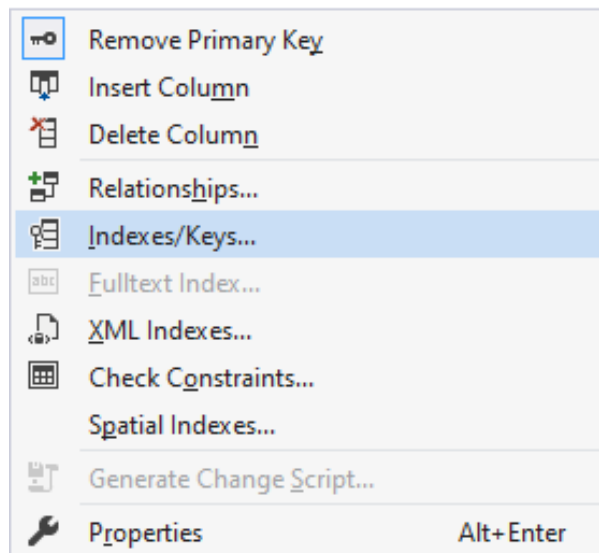 Remove Primary Key
Insert Column
Delete Column
Relationships...
Indexes/Keys...
abc Fulltext Index...
XML Indexes...
Check Constraints...
Spatial Indexes...
Generate Change Script...
Properties Alt+Enter